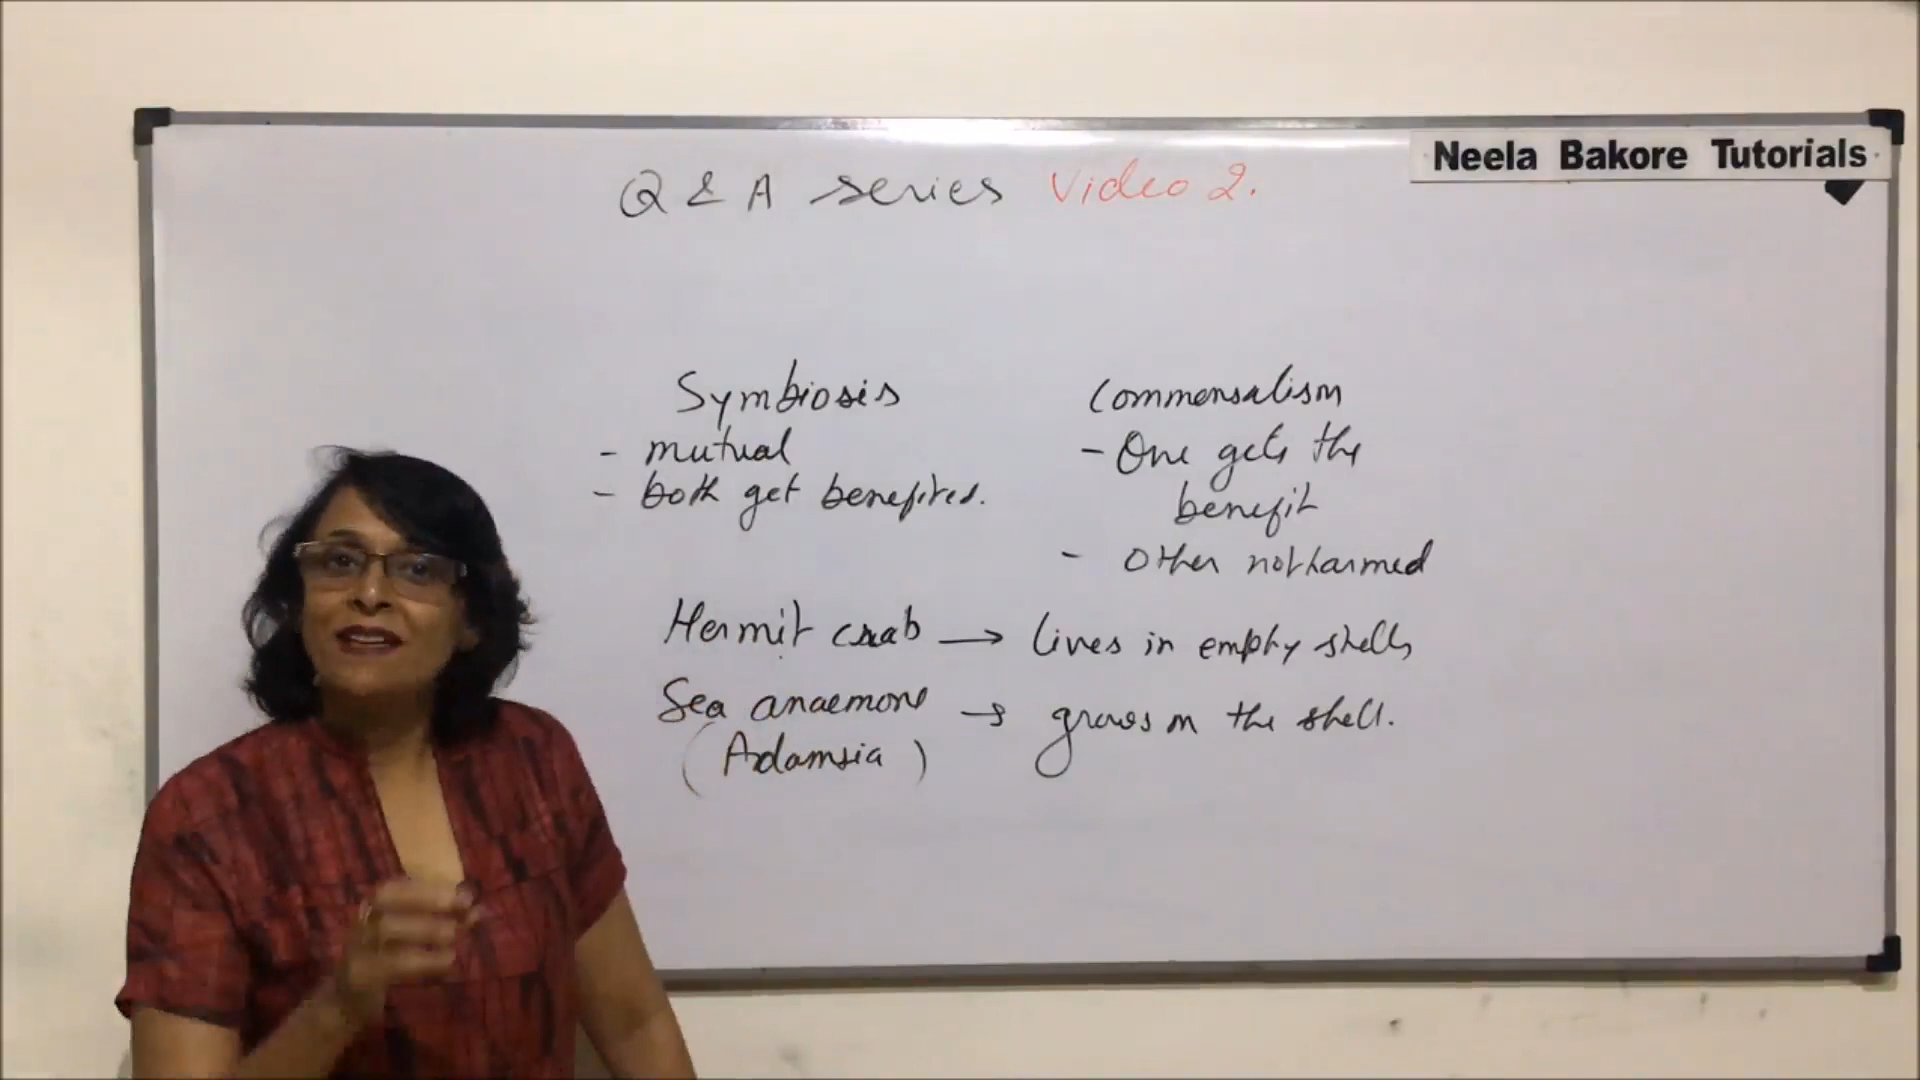 Neela Bakore Tutorials
Q & A series Video 2.
Symbiosis
- mutual
- both get benefited.
Commensalism
- One gets the
benefit
- Other not harmed
Hermit crab → lives in empty shells
Sea anaemone → grows on the shell.
(Adamsia)